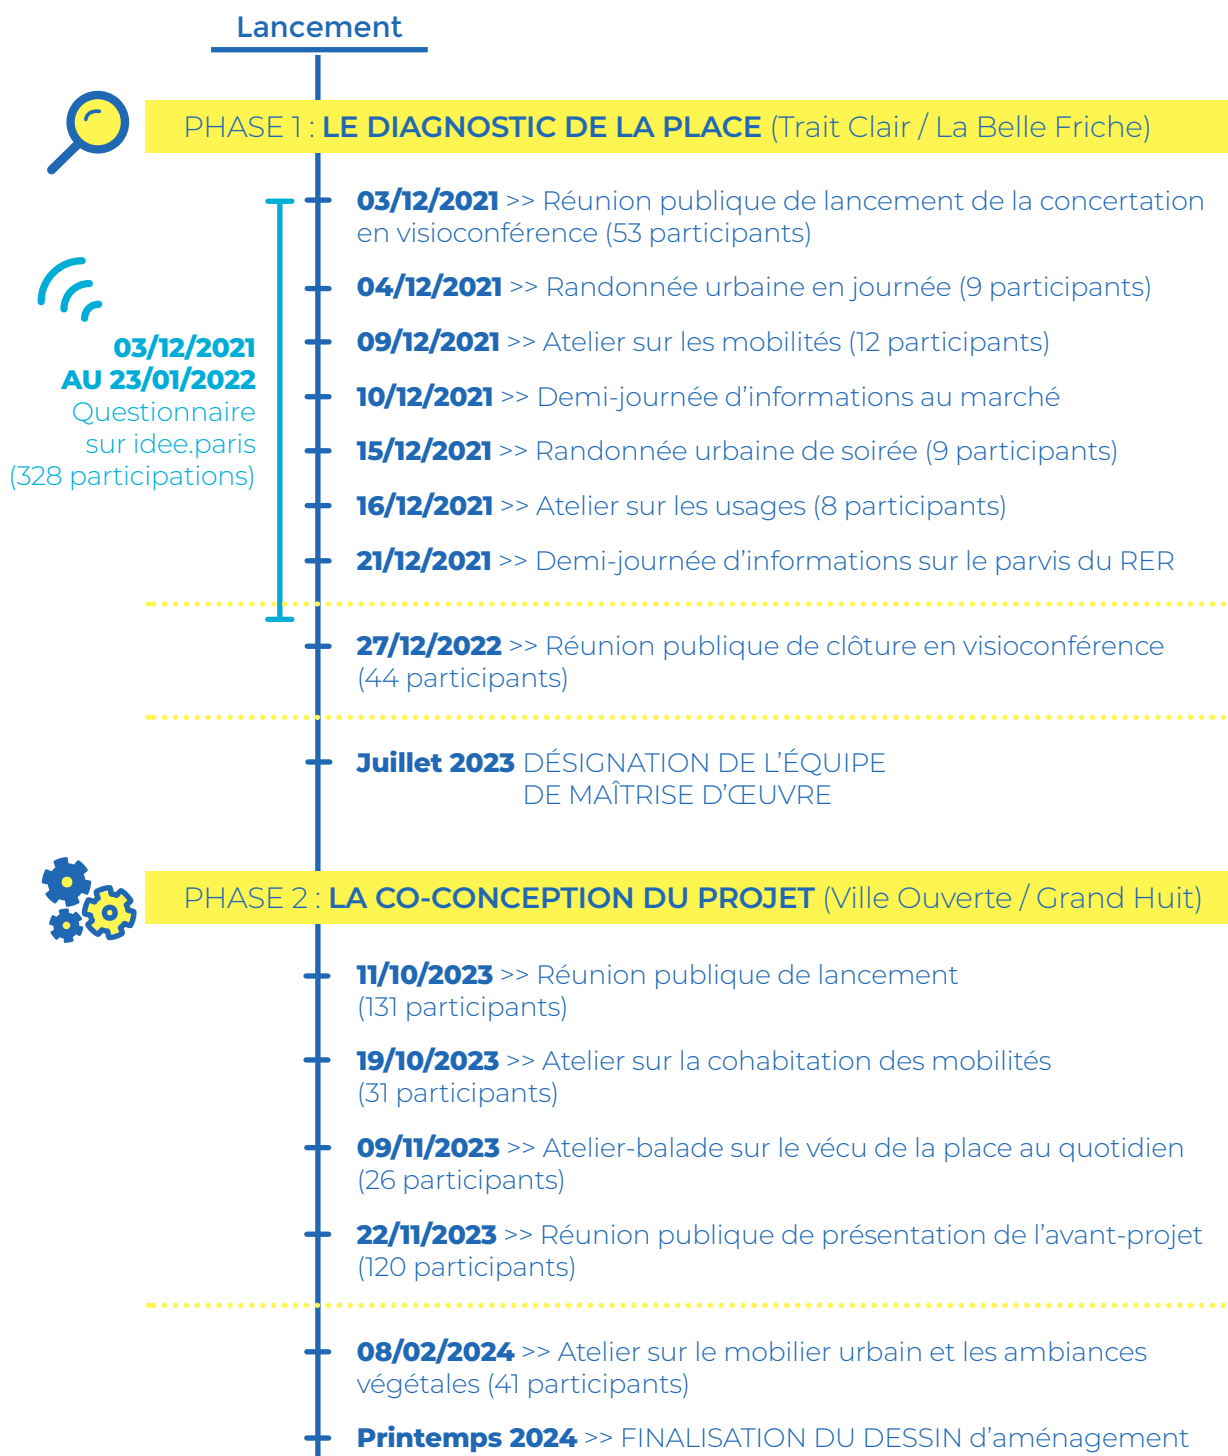 Lancement
PHASE 1 : LE DIAGNOSTIC DE LA PLACE (Trait Clair / La Belle Friche)
03/12/2021 >> Réunion publique de lancement de la concertation
en visioconférence (53 participants)
04/12/2021 >> Randonnée urbaine en journée (9 participants)
09/12/2021 >> Atelier sur les mobilités (12 participants)
10/12/2021 >> Demi-journée d’informations au marché
15/12/2021 >> Randonnée urbaine de soirée (9 participants)
16/12/2021 >> Atelier sur les usages (8 participants)
21/12/2021 >> Demi-journée d’informations sur le parvis du RER
03/12/2021
AU 23/01/2022
Questionnaire
sur idee.paris
(328 participations)
27/12/2022 >> Réunion publique de clôture en visioconférence
(44 participants)
Juillet 2023 DÉSIGNATION DE L’ÉQUIPE
DE MAÎTRISE D’ŒUVRE
PHASE 2 : LA CO-CONCEPTION DU PROJET (Ville Ouverte / Grand Huit)
11/10/2023 >> Réunion publique de lancement
(131 participants)
19/10/2023 >> Atelier sur la cohabitation des mobilités
(31 participants)
09/11/2023 >> Atelier-balade sur le vécu de la place au quotidien
(26 participants)
22/11/2023 >> Réunion publique de présentation de l’avant-projet
(120 participants)
08/02/2024 >> Atelier sur le mobilier urbain et les ambiances
végétales (41 participants)
Printemps 2024 >> FINALISATION DU DESSIN d’aménagement